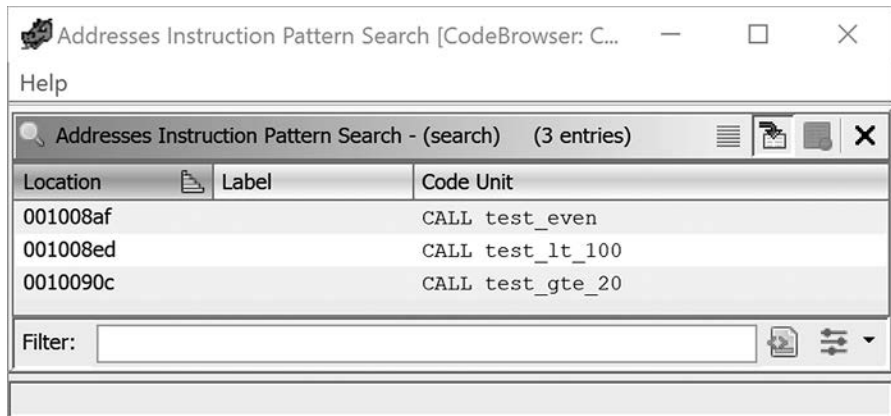 Addresses Instruction Pattern Search [CodeBrowser: C...
Help
Addresses Instruction Pattern Search - (search) (3 entries)
Location Label Code Unit
001008af CALL test_even
001008ed CALL test_lt_100
0010090c CALL test_gte_20
Filter: